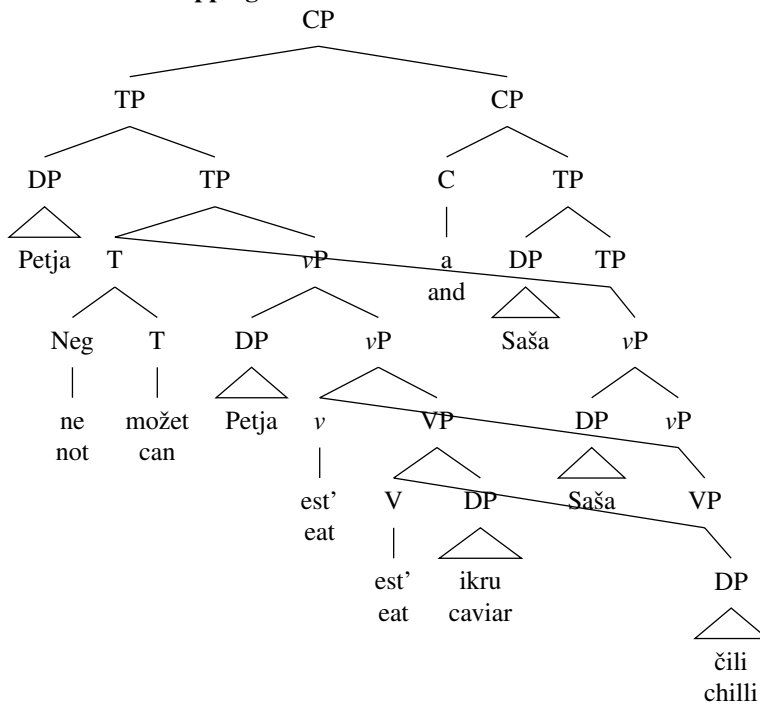 pping
CP
TP CP
DP TP C TP
Petja T vP a DP TP
and
Neg T DP vP Saša vP
ne možet Petja v VP DP vP
not can
est' V DP Saša VP
eat
est' ikru DP
eat caviar
čili
chilli